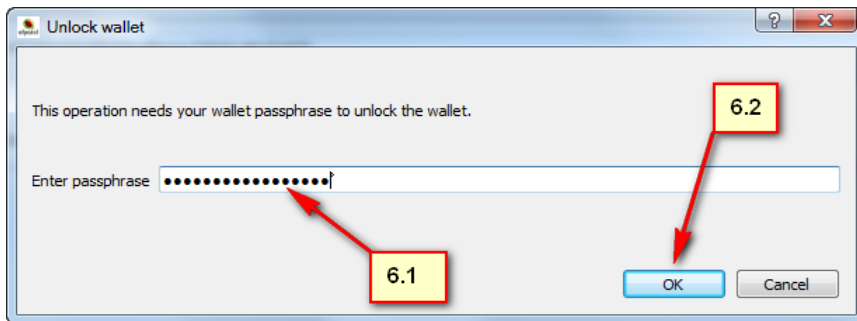 Unlock wallet
This operation needs your wallet passphrase to unlock the wallet.
6.2
Enter passphrase ●●●●●●●●●●●●●●●●●
6.1
OK
Cancel